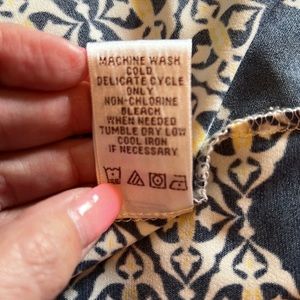 MACHINE WASH
COLD
DELICATE CYCLE
ONLY
NON-CHLORINE
BLEACH
WHEN NEEDED
TUMBLE DRY LOW
COOL IRON
IF NECESSARY